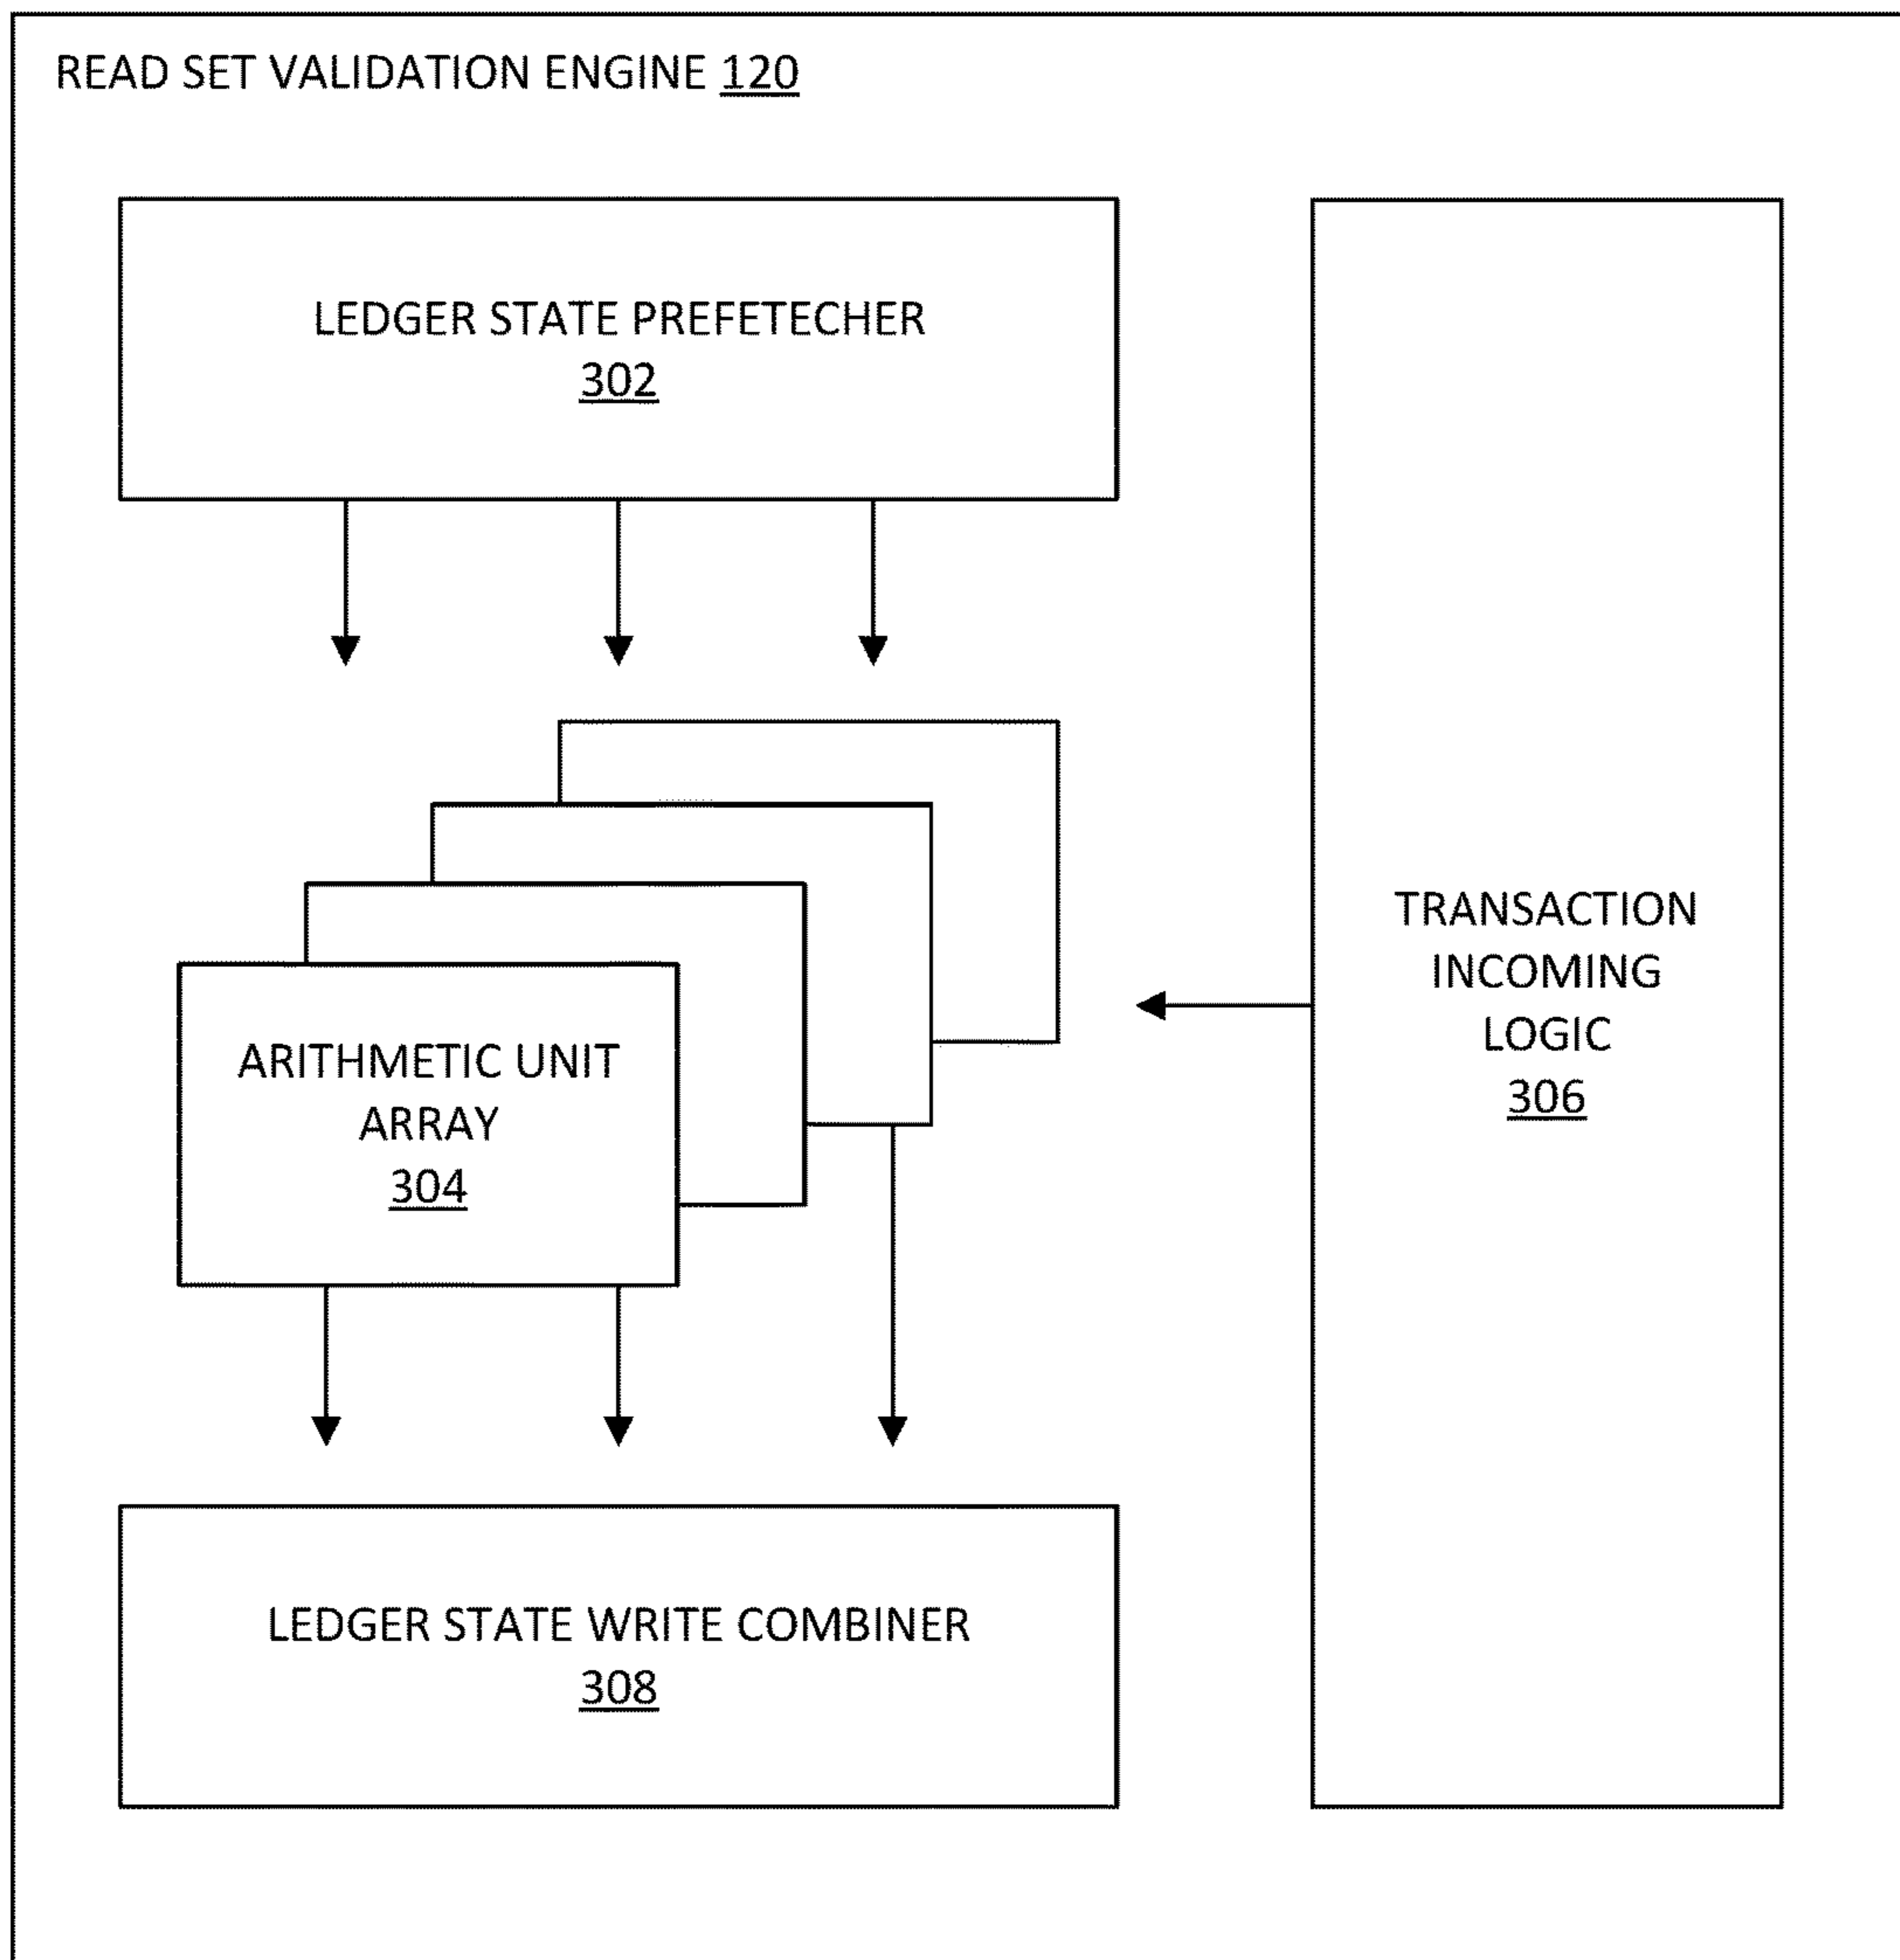 READ SET VALIDATION ENGINE 120
LEDGER STATE PREFETECHER
302
ARITHMETIC UNIT
ARRAY
304
TRANSACTION
INCOMING
LOGIC
306
LEDGER STATE WRITE COMBINER
308